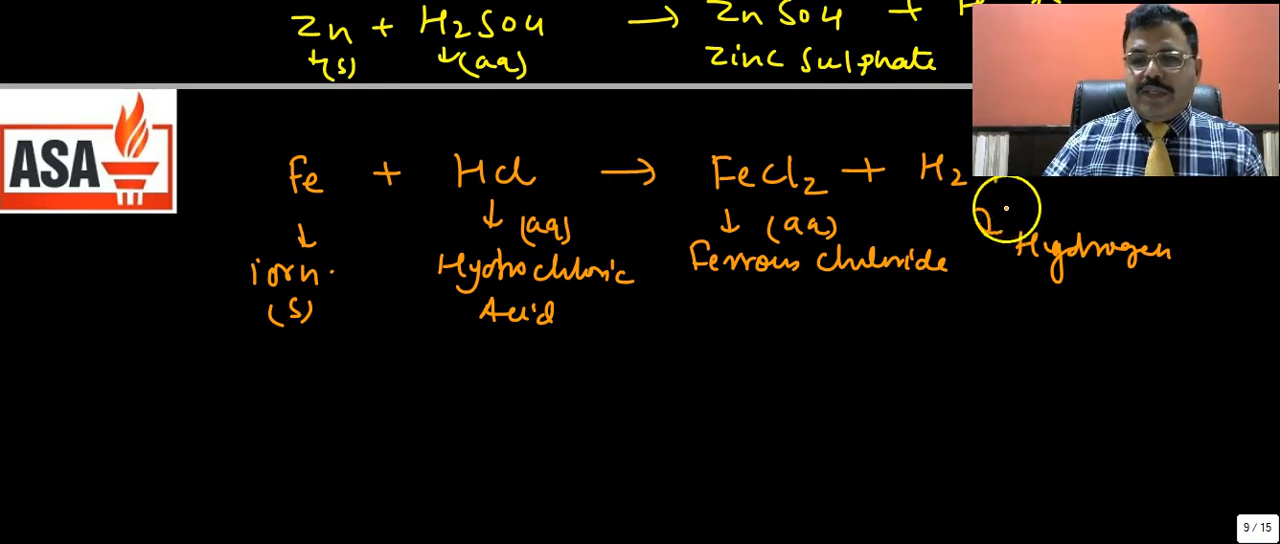 Zn + H2SO4 → ZnSO4 +
↓(s) ↓(aq) Zinc Sulphate
ASA
Fe + HCl → FeCl2 + H2
↓ ↓ (aq) ↓ (aq)
iorn. Hydrochloric Ferrous Chloride Hydrogen
(s) Acid
9 / 15